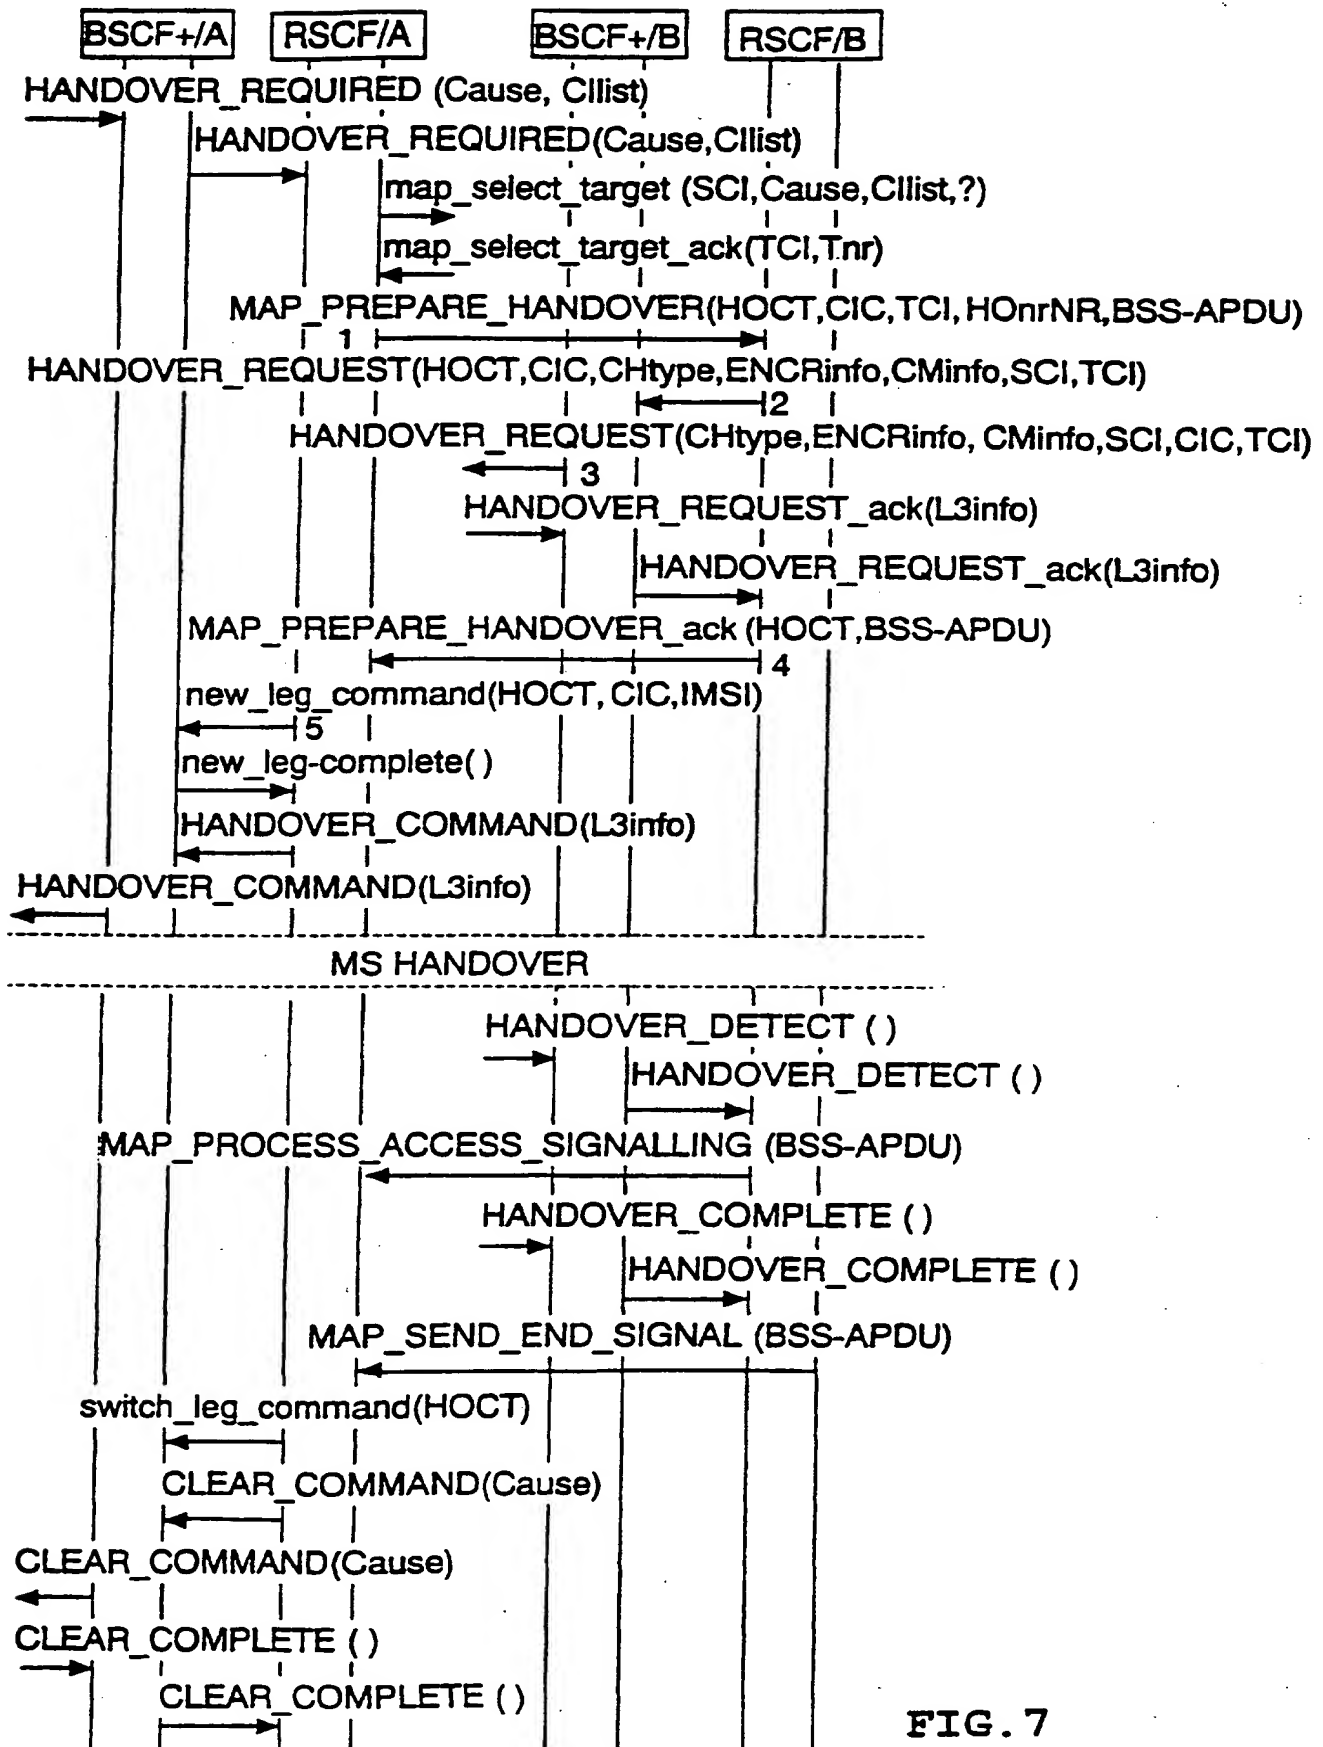 BSCF+/A RSCF/A BSCF+/B RSCF/B
HANDOVER_REQUIRED (Cause, CIlist)
HANDOVER_REQUIRED(Cause,CIlist)
map_select_target (SCI,Cause,CIlist,?)
map_select_target_ack(TCI,Tnr)
MAP_PREPARE_HANDOVER(HOCT,CIC,TCI,HOnrNR,BSS-APDU)
1
HANDOVER_REQUEST(HOCT,CIC,CHtype,ENCRinfo,CMinfo,SCI,TCI)
2
HANDOVER_REQUEST(CHtype,ENCRinfo, CMinfo,SCI,CIC,TCI)
3
HANDOVER_REQUEST_ack(L3info)
HANDOVER_REQUEST_ack(L3info)
MAP_PREPARE_HANDOVER_ack (HOCT,BSS-APDU)
4
new_leg_command(HOCT, CIC,IMSI)
5
new_leg-complete( )
HANDOVER_COMMAND(L3info)
HANDOVER_COMMAND(L3info)
MS HANDOVER
HANDOVER_DETECT ( )
HANDOVER_DETECT ( )
MAP_PROCESS_ACCESS_SIGNALLING (BSS-APDU)
HANDOVER_COMPLETE ( )
HANDOVER_COMPLETE ( )
MAP_SEND_END_SIGNAL (BSS-APDU)
switch_leg_command(HOCT)
CLEAR_COMMAND(Cause)
CLEAR_COMMAND(Cause)
CLEAR_COMPLETE ( )
CLEAR_COMPLETE ( )
FIG. 7